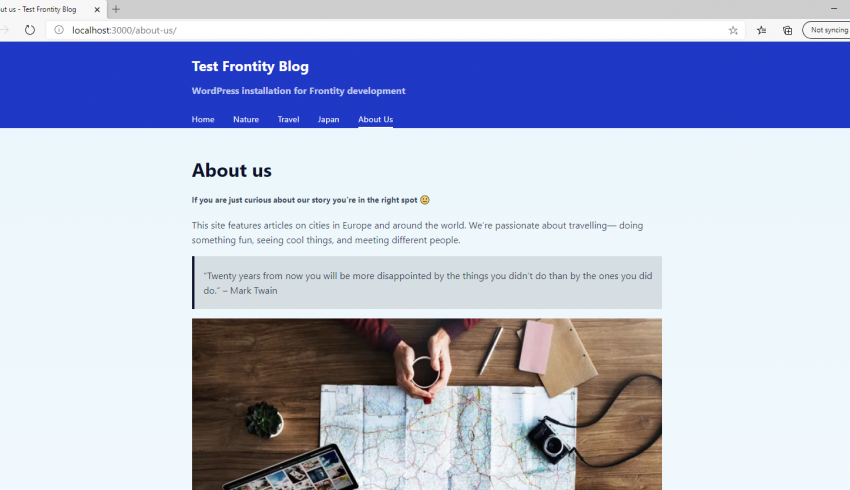 ut us - Test Frontity Blog
localhost:3000/about-us/
Not syncing
Test Frontity Blog
WordPress installation for Frontity development
Home Nature Travel Japan About Us
About us
If you are just curious about our story you're in the right spot 🙂
This site features articles on cities in Europe and around the world. We're passionate about travelling— doing
something fun, seeing cool things, and meeting different people.
“Twenty years from now you will be more disappointed by the things you didn't do than by the ones you did
do.” – Mark Twain